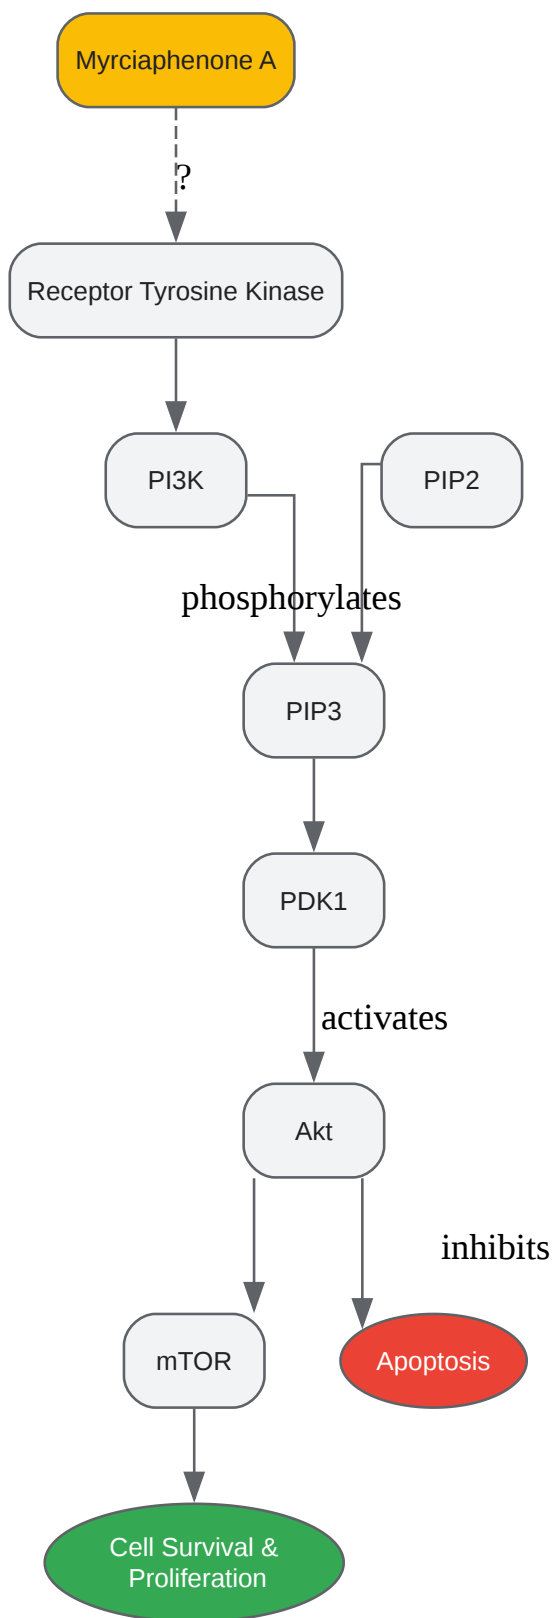 Myrciaphenone A
?
Receptor Tyrosine Kinase
PI3K
PIP2
phosphorylates
PIP3
PDK1
activates
Akt
inhibits
mTOR
Apoptosis
Cell Survival &
Proliferation